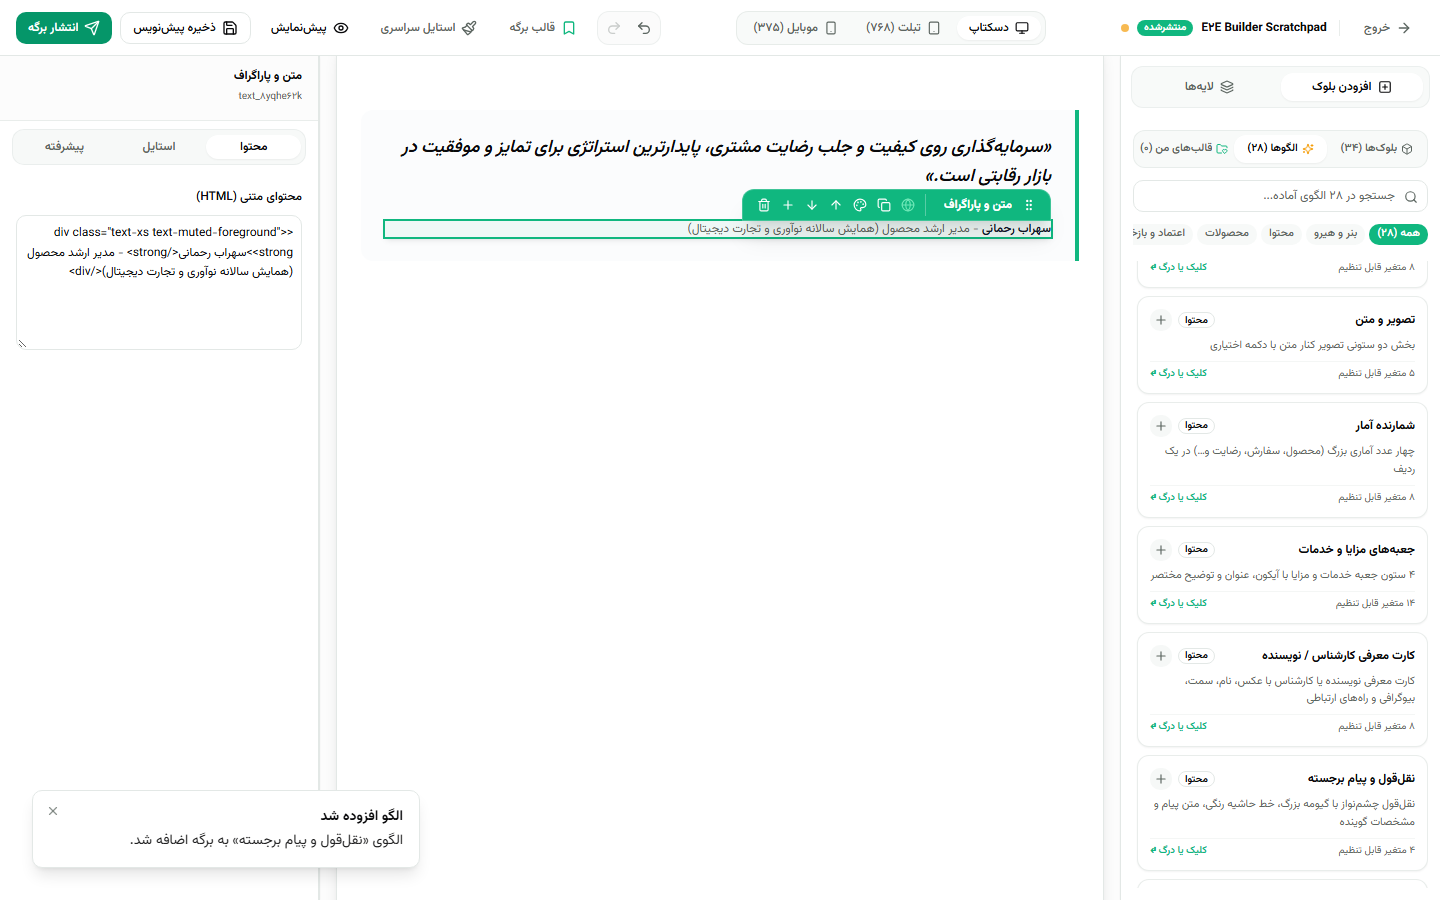 خروج
E2E Builder Scratchpad
منتشرشده
دسکتاپ
تبلت (۷۶۸)
موبایل (۳۷۵)
قالب برگه
استایل سراسری
پیش‌نمایش
ذخیره پیش‌نویس
انتشار برگه
افزودن بلوک
لایه‌ها
بلوک‌ها (۳۴)
الگوها (۲۸)
قالب‌های من (۰)
جستجو در ۲۸ الگوی آماده...
همه (۲۸)
بنر و هیرو
محتوا
محصولات
اعتماد و بازخ
۸ متغیر قابل تنظیم
کلیک یا درگ
تصویر و متن
محتوا
بخش دو ستونی تصویر کنار متن با دکمه اختیاری
۵ متغیر قابل تنظیم
کلیک یا درگ
شمارنده آمار
محتوا
چهار عدد آماری بزرگ (محصول، سفارش، رضایت و...) در یک
ردیف
۸ متغیر قابل تنظیم
کلیک یا درگ
جعبه‌های مزایا و خدمات
محتوا
۴ ستون جعبه خدمات و مزایا با آیکون، عنوان و توضیح مختصر
۱۴ متغیر قابل تنظیم
کلیک یا درگ
کارت معرفی کارشناس / نویسنده
محتوا
کارت معرفی نویسنده یا کارشناس با عکس، نام، سمت،
بیوگرافی و راه‌های ارتباطی
۸ متغیر قابل تنظیم
کلیک یا درگ
نقل‌قول و پیام برجسته
محتوا
نقل‌قول چشم‌نواز با گیومه بزرگ، خط حاشیه رنگی، متن پیام و
مشخصات گوینده
۴ متغیر قابل تنظیم
کلیک یا درگ
«سرمایه‌گذاری روی کیفیت و جلب رضایت مشتری، پایدارترین استراتژی برای تمایز و موفقیت در
بازار رقابتی است.»
متن و پاراگراف
سهراب رحمانی - مدیر ارشد محصول (همایش سالانه نوآوری و تجارت دیجیتال)
متن و پاراگراف
text_8yqhe62k
محتوا
استایل
پیشرفته
محتوای متنی (HTML)
<div class="text-xs text-muted-foreground">
<strong>سهراب رحمانی</strong> - مدیر ارشد محصول
(همایش سالانه نوآوری و تجارت دیجیتال)</div>
الگو افزوده شد
الگوی «نقل‌قول و پیام برجسته» به برگه اضافه شد.